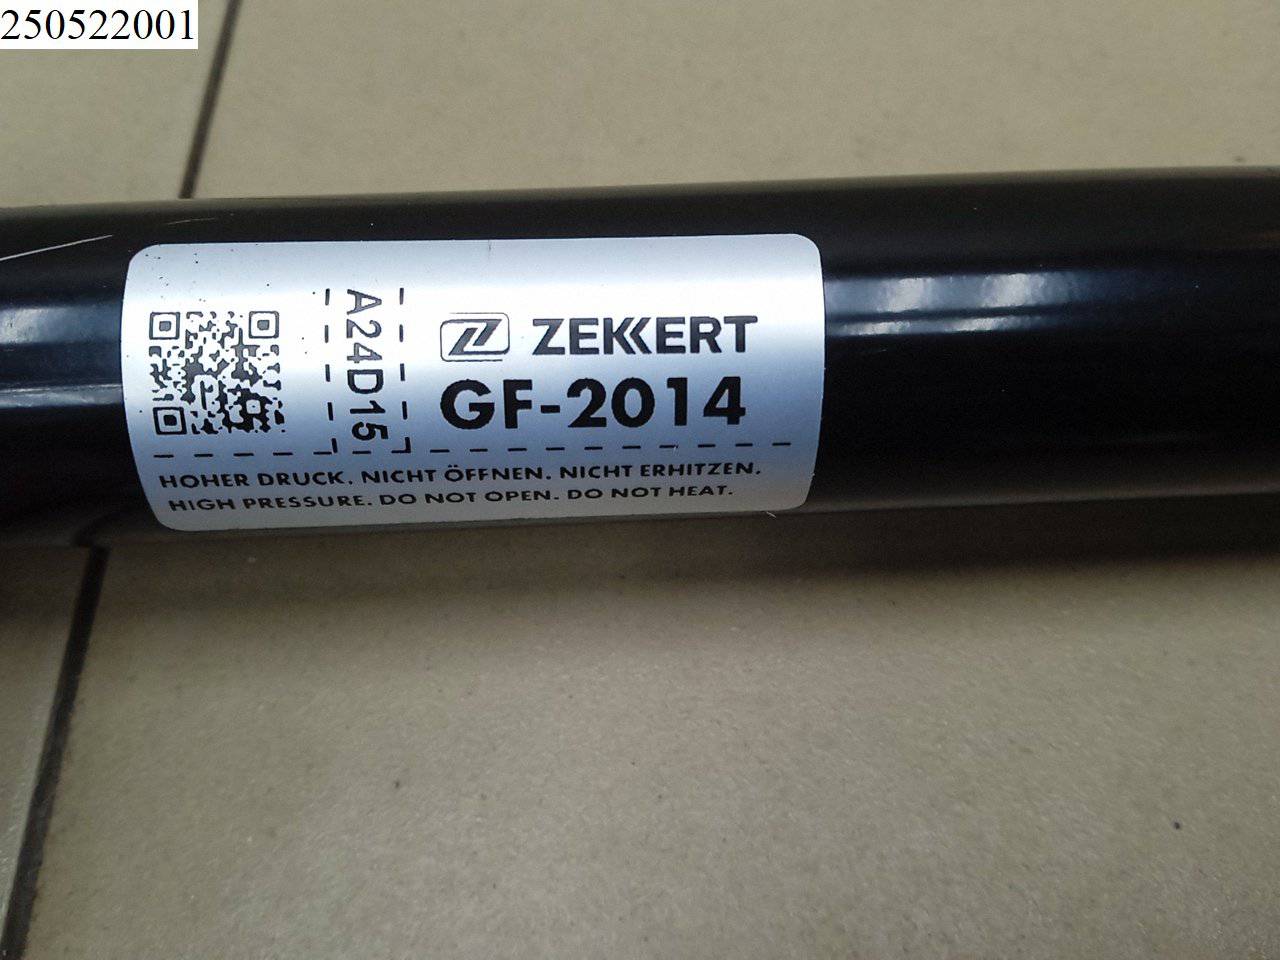 250522001
A24D15
ZEKKERT
GF-2014
HOHER DRUCK. NICHT ÖFFNEN. NICHT ERHITZEN.
HIGH PRESSURE. DO NOT OPEN. DO NOT HEAT.